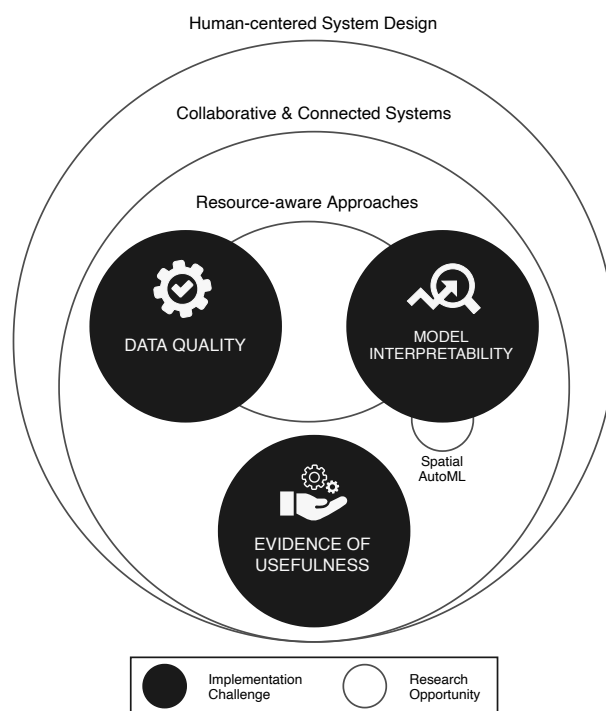 Human-centered System Design
Collaborative & Connected Systems
Resource-aware Approaches
DATA QUALITY
MODEL
INTERPRETABILITY
Spatial
AutoML
EVIDENCE OF
USEFULNESS
Implementation
Challenge
Research
Opportunity